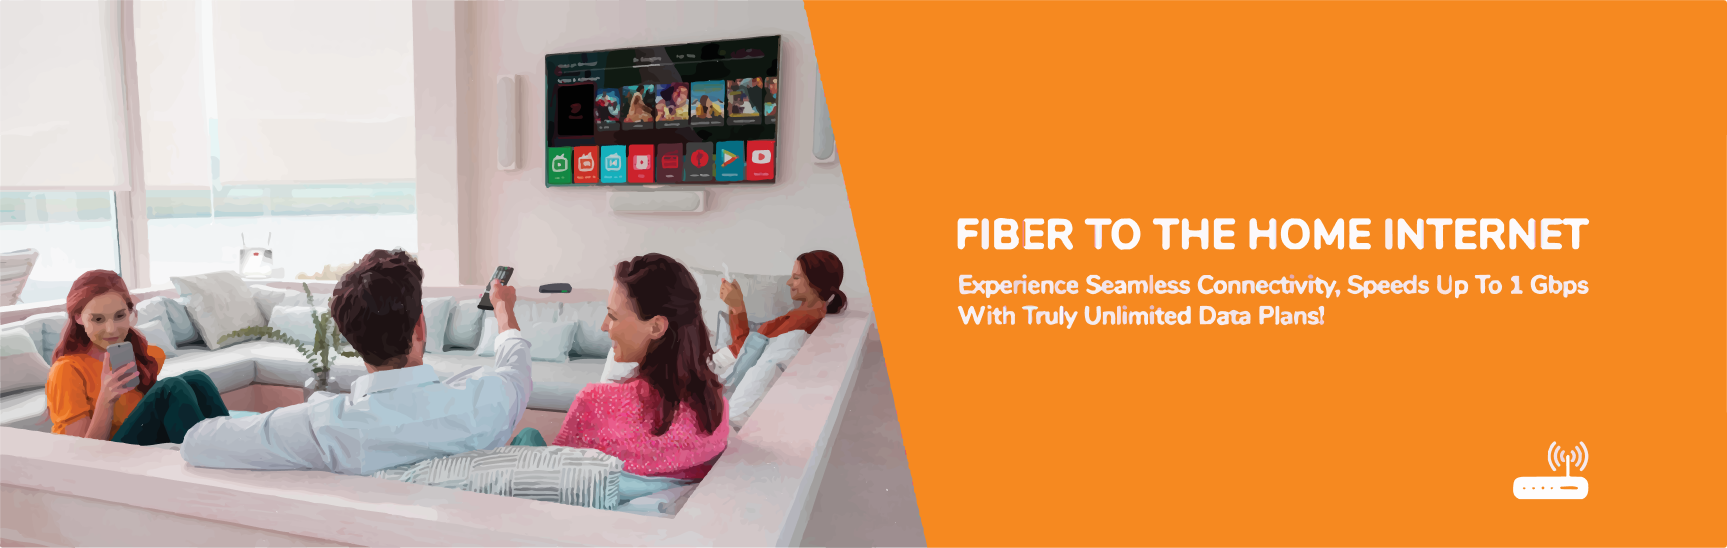 FIBER TO THE HOME INTERNET
Experience Seamless Connectivity, Speeds Up To 1 Gbps
With Truly Unlimited Data Plans!